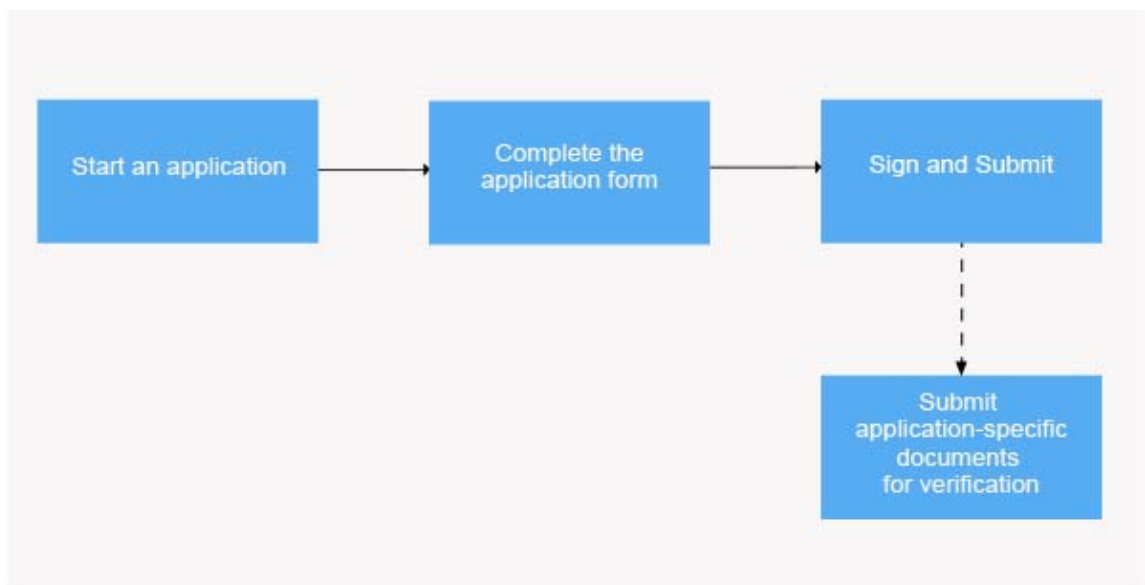 Start an application
Complete the
application form
Sign and Submit
Submit
application-specific
documents
for verification